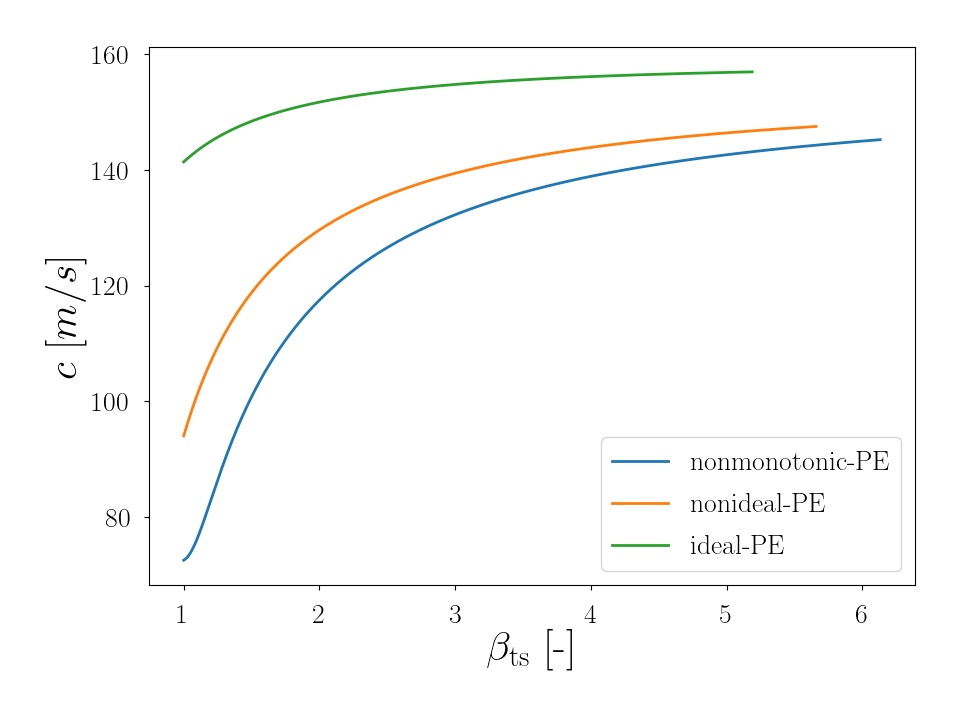 160
140
120
100
80
c [m/s]
nonmonotonic-PE
nonideal-PE
ideal-PE
1 2 3 4 5 6
βts [-]